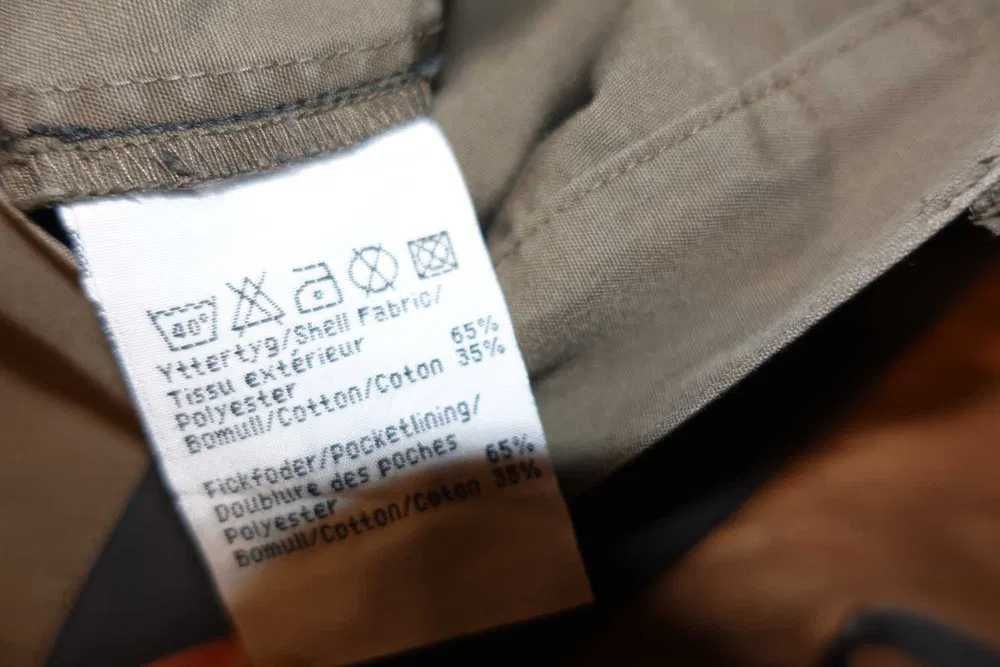 40°
Yttertyg/Shell Fabric/
Tissu extérieur
Polyester 65%
Bomull/Cotton/Coton 35%
Fickfoder/Pocketlining/
Doublure des poches
Polyester 65%
Bomull/Cotton/Coton 35%